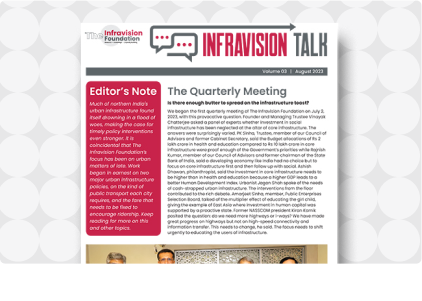 The Infravision
Foundation
INFRAVISION TALK
Volume 03 | August 2023
Editor's Note
Much of northern India's
urban infrastructure found
itself drowning in a flood of
woes, making the case for
timely policy interventions
even stronger. It is
coincidental that The
Infravision Foundation's
focus has been on urban
matters of late. Work
began in earnest on two
major urban infrastructure
policies, on the kind of
public transport each city
requires, and the fare that
needs to be fixed to
encourage ridership. Keep
reading for more on this
and other topics.
The Quarterly Meeting
Is there enough butter to spread on the infrastructure toast?
We began the first quarterly meeting of The Infravision Foundation on July 2,
2023, with this provocative question. Founder and Managing Trustee Vinayak
Chatterjee asked a panel of experts whether investment in social
infrastructure has been neglected at the altar of core infrastructure. The
answers were surprisingly varied. PK Sinha, Trustee, member of our Council of
Advisors and former Cabinet Secretary, said the Budget allocations of Rs 2
lakh crore in health and education compared to Rs 10 lakh crore in core
infrastructure were proof enough of the Government's priorities while Rajnish
Kumar, member of our Council of Advisors and former chairman of the State
Bank of India, said a developing economy like India had no choice but to
focus on core infrastructure first and then follow up with social. Ashish
Dhawan, philanthropist, said the investment in core infrastructure needs to
be higher than in health and education because a higher GDP leads to a
better Human Development Index. Urbanist Jagan Shah spoke of the needs
of cash-strapped urban infrastructure. The interventions from the floor
contributed to the rich debate. Amarjeet Sinha, member, Public Enterprises
Selection Board, talked of the multiplier effect of educating the girl child,
giving the example of East Asia where investment in human capital was
supported by a proactive state. Former NASSCOM president Kiran Karnik
posited the question: do we need more highways or i-ways? We have made
great progress on highways but not on high-speed connectivity and
information transfer. This needs to change, he said. The focus needs to shift
urgently to educating the users of infrastructure.